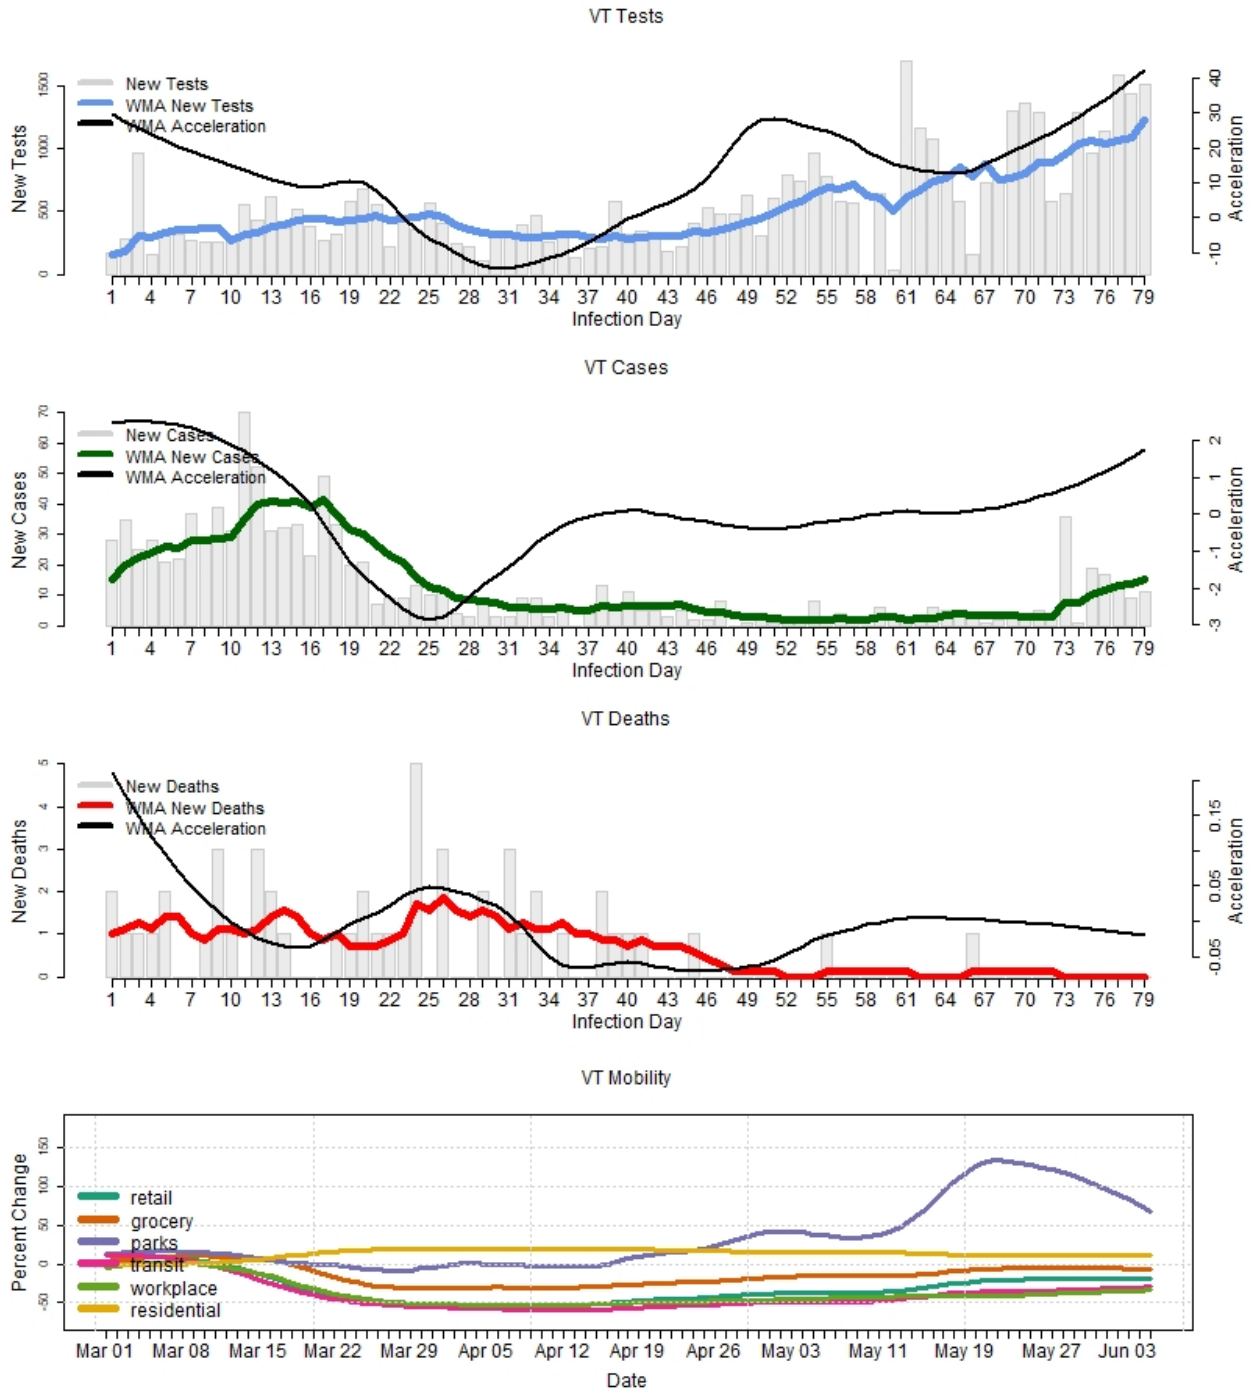 VT Tests
New Tests
WMA New Tests
WMA Acceleration
New Tests
0 500 1000 1500
Acceleration
-10 0 10 20 30 40
1 4 7 10 13 16 19 22 25 28 31 34 37 40 43 46 49 52 55 58 61 64 67 70 73 76 79
Infection Day
VT Cases
New Cases
WMA New Cases
WMA Acceleration
New Cases
0 10 20 30 40 50 60 70
Acceleration
-3 -2 -1 0 1 2
1 4 7 10 13 16 19 22 25 28 31 34 37 40 43 46 49 52 55 58 61 64 67 70 73 76 79
Infection Day
VT Deaths
New Deaths
WMA New Deaths
WMA Acceleration
New Deaths
0 1 2 3 4 5
Acceleration
-0.05 0.05 0.15
1 4 7 10 13 16 19 22 25 28 31 34 37 40 43 46 49 52 55 58 61 64 67 70 73 76 79
Infection Day
VT Mobility
retail
grocery
parks
transit
workplace
residential
Percent Change
-50 0 50 100 150
Mar 01 Mar 08 Mar 15 Mar 22 Mar 29 Apr 05 Apr 12 Apr 19 Apr 26 May 03 May 11 May 19 May 27 Jun 03
Date